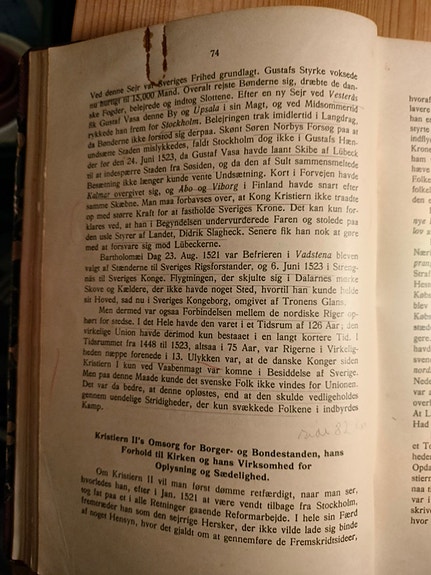 74
Ved denne Sejr var Sveriges Frihed grundlagt. Gustafs Styrke voksede
nu hurtigt til 15,000 Mand. Overalt rejste Bønderne sig, dræbte de dan-
ske Fogder, belejrede og indtog Slottene. Efter en ny Sejr ved Vesterås
fik Gustaf Vasa denne By og Upsala i sin Magt, og ved Midsommertid
rykkede han frem for Stockholm. Belejringen trak imidlertid i Langdrag,
da Bønderne ikke forstod sig derpaa. Skønt Søren Norbys Forsøg paa at
undsætte Staden mislykkedes, faldt Stockholm dog ikke i Gustafs Hæn-
der før den 24. Juni 1523, da Gustaf Vasa havde laant Skibe af Lübeck
til at indespærre Staden fra Søsiden, og da den af Sult sammensmeltede
Besætning ikke længer kunde vente Undsætning. Kort i Forvejen havde
Kalmar overgivet sig, og Åbo og Viborg i Finland havde snart efter
samme Skæbne. Man maa forbavses over, at Kong Kristiern ikke traadte
op med større Kraft for at fastholde Sveriges Krone. Det kan kun for-
klares ved, at han i Begyndelsen undervurderede Faren og stolede paa
den usle Styrer af Landet, Didrik Slagheck. Senere fik han nok at gøre
med at forsvare sig mod Lübeckerne.
Bartholomæi Dag 23. Aug. 1521 var Befrieren i Vadstena bleven
valgt af Stænderne til Sveriges Rigsforstander, og 6. Juni 1523 i Streng-
näs til Sveriges Konge. Flygtningen, der skjulte sig i Dalarnes mørke
Skove og Kældere, der ikke havde noget Sted, hvortil han kunde holde
sit Hoved, sad nu i Sveriges Kongeborg, omgivet af Tronens Glans.
Men dermed var ogsaa Forbindelsen mellem de nordiske Riger op-
hørt for stedse. I det Hele havde den varet i et Tidsrum af 126 Aar; den
virkelige Union havde derimod kun bestaaet i en langt kortere Tid. I
Tidsrummet fra 1448 til 1523, altsaa i 75 Aar, var Rigerne i Virkelig-
heden næppe forenede i 13. Ulykken var, at de danske Konger siden
Kristiern I kun ved Vaabenmagt var komne i Besiddelse af Sverige.
Men paa denne Maade kunde det svenske Folk ikke vindes for Unionen.
Det var da bedre, at denne opløstes, end at den skulde vedligeholdes
gennem uendelige Stridigheder, der kun svækkede Folkene i indbyrdes
Kamp.
Kristiern II's Omsorg for Borger- og Bondestanden, hans
Forhold til Kirken og hans Virksomhed for
Oplysning og Sædelighed.
Om Kristiern II vil man først dømme retfærdigt, naar man ser,
hvorledes han, efter i Jan. 1521 at være vendt tilbage fra Stockholm,
tog fat paa et i alle Retninger gaaende Reformarbejde. I hele sin Færd
fremtræder han som den sejrrige Hersker, der ikke vilde lade sig binde
af noget Hensyn, hvor det gjaldt om at gennemføre de Fremskridtsideer,